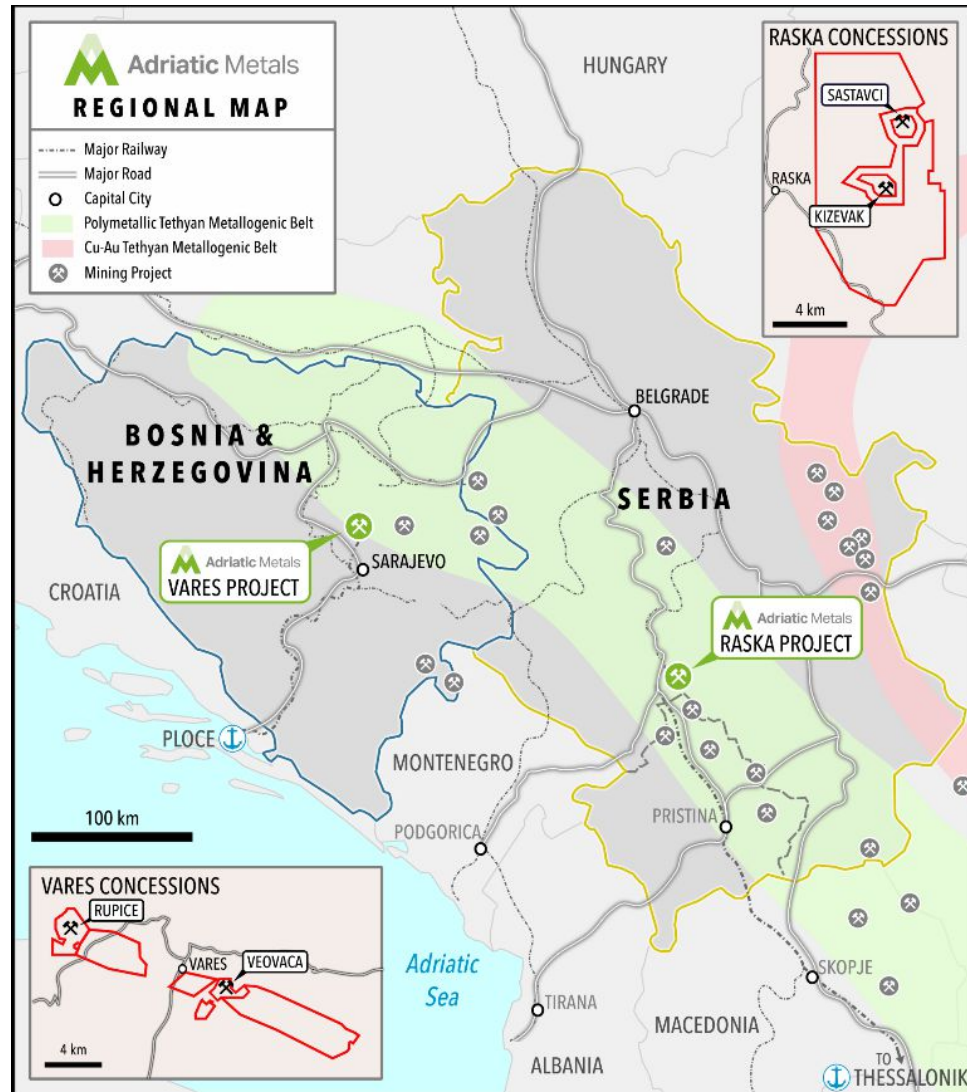 Adriatic Metals
REGIONAL MAP
Major Railway
Major Road
Capital City
Polymetallic Tethyan Metallogenic Belt
Cu-Au Tethyan Metallogenic Belt
Mining Project
HUNGARY
RASKA CONCESSIONS
SASTAVCI
RASKA
KIZEVAK
4 km
BELGRADE
BOSNIA &
HERZEGOVINA
SERBIA
Adriatic Metals
VARES PROJECT
SARAJEVO
CROATIA
Adriatic Metals
RASKA PROJECT
PLOCE
MONTENEGRO
100 km
PODGORICA
PRISTINA
VARES CONCESSIONS
RUPICE
VARES
VEOVACA
4 km
Adriatic
Sea
SKOPJE
TIRANA
MACEDONIA
ALBANIA
TO
THESSALONIK